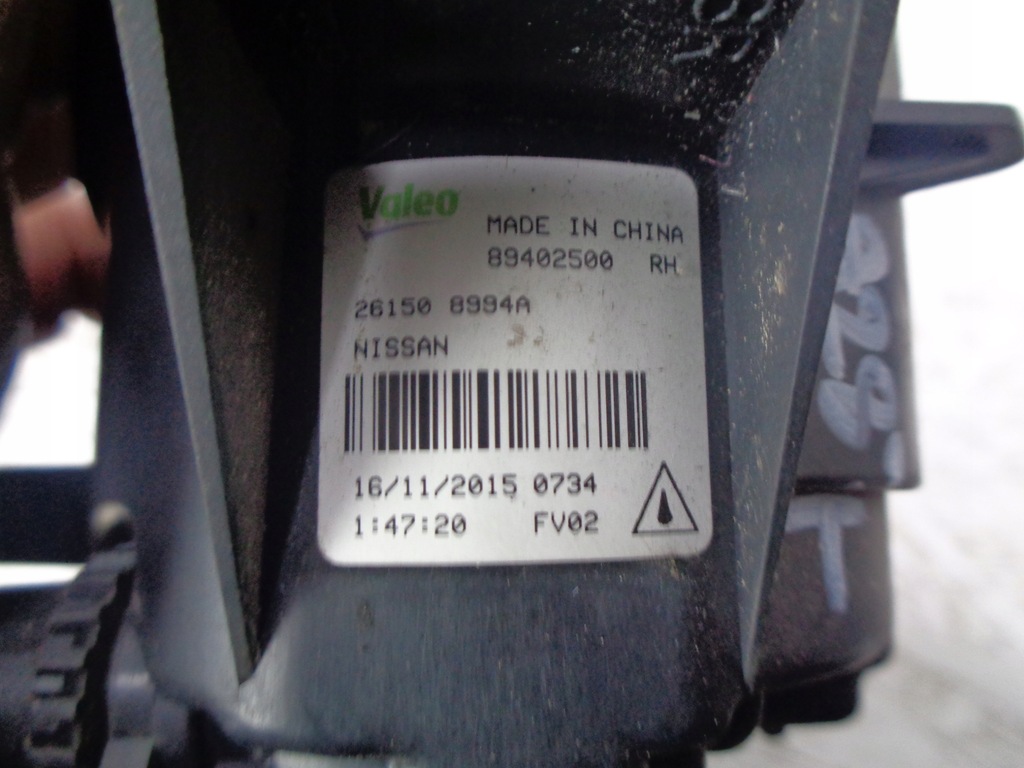 Valeo
MADE IN CHINA
89402500 RH
26150 8994A
NISSAN
16/11/2015 0734
1:47:20 FV02